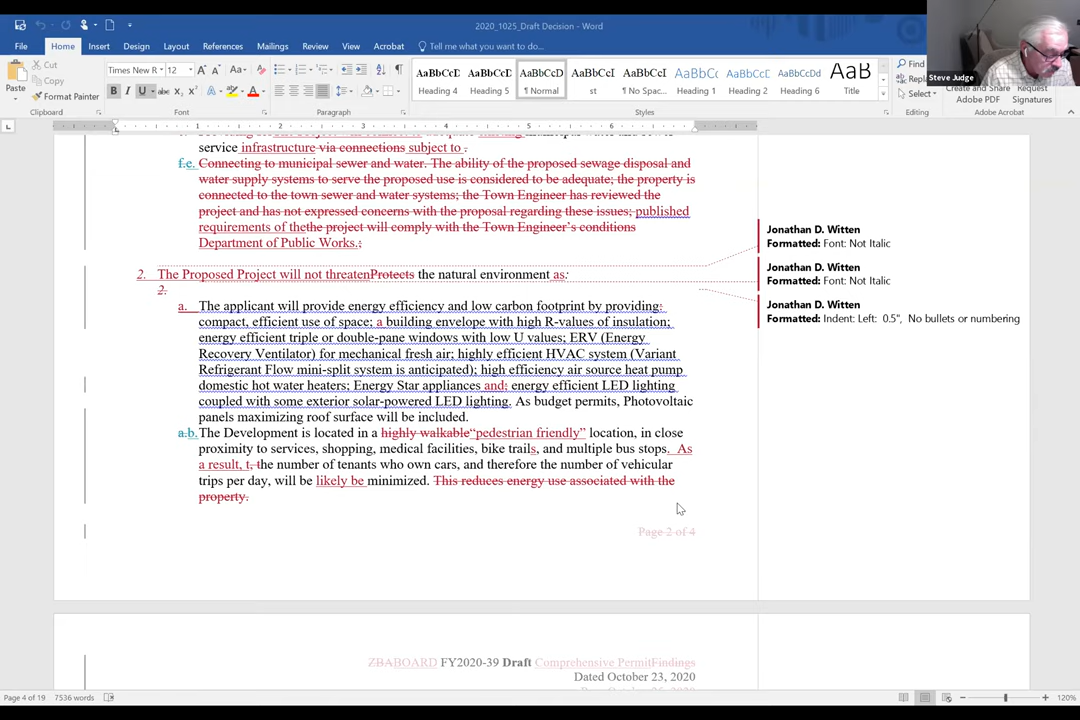 2020_1025_Draft Decision - Word
File Home Insert Design Layout References Mailings Review View Acrobat Tell me what you want to do...
Paste
Cut
Copy
Format Painter
Clipboard
Times New R 12
Font
Paragraph
AaBbCcD Heading 4
AaBbCcD Heading 5
AaBbCcD ¶ Normal
AaBbCcI st
AaBbCcD ¶ No Spac...
AaBbCc Heading 1
AaBbCc Heading 2
AaBbCcDd Heading 6
AaB Title
Styles
Find
Select
Editing
Create and Share
Adobe PDF
Request
Signatures
Adobe Acrobat
Steve Judge
service infrastructure via connections subject to .
f.e. Connecting to municipal sewer and water. The ability of the proposed sewage disposal and
water supply systems to serve the proposed use is considered to be adequate; the property is
connected to the town sewer and water systems; the Town Engineer has reviewed the
project and has not expressed concerns with the proposal regarding these issues; published
requirements of thethe project will comply with the Town Engineer's conditions
Department of Public Works.;
2. The Proposed Project will not threatenProtects the natural environment as:
2.
a. The applicant will provide energy efficiency and low carbon footprint by providing:
compact, efficient use of space; a building envelope with high R-values of insulation;
energy efficient triple or double-pane windows with low U values; ERV (Energy
Recovery Ventilator) for mechanical fresh air; highly efficient HVAC system (Variant
Refrigerant Flow mini-split system is anticipated); high efficiency air source heat pump
domestic hot water heaters; Energy Star appliances and; energy efficient LED lighting
coupled with some exterior solar-powered LED lighting. As budget permits, Photovoltaic
panels maximizing roof surface will be included.
a.b. The Development is located in a highly walkable"pedestrian friendly" location, in close
proximity to services, shopping, medical facilities, bike trails, and multiple bus stops. As
a result, t, the number of tenants who own cars, and therefore the number of vehicular
trips per day, will be likely be minimized. This reduces energy use associated with the
property.
Page 2 of 4
Jonathan D. Witten
Formatted: Font: Not Italic
Jonathan D. Witten
Formatted: Font: Not Italic
Jonathan D. Witten
Formatted: Indent: Left: 0.5", No bullets or numbering
ZBABOARD FY2020-39 Draft Comprehensive PermitFindings
Dated October 23, 2020
Page 4 of 19 7536 words
120%